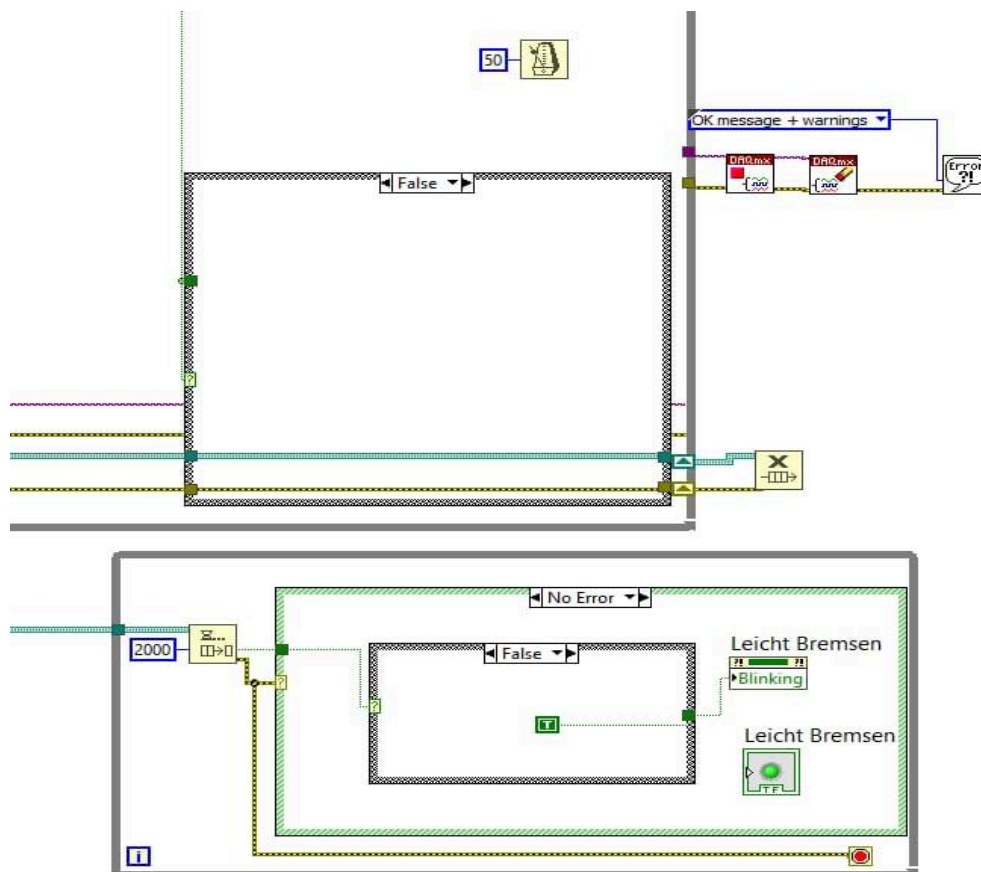 50
OK message + warnings
DAQmx
DAQmx
Error
?!
False
?
No Error
2000
False
Leicht Bremsen
?! ?!
Blinking
?
?
T
Leicht Bremsen
TF
i